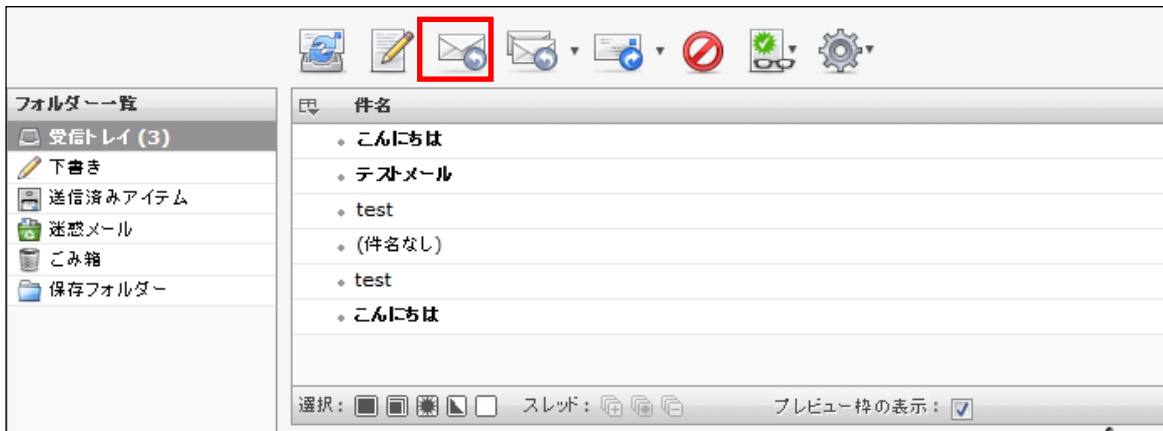 フォルダー一覧
受信トレイ (3)
下書き
送信済みアイテム
迷惑メール
ごみ箱
保存フォルダー
件名
こんにちは
テストメール
test
(件名なし)
test
こんにちは
選択: スレッド: プレビュー枠の表示: